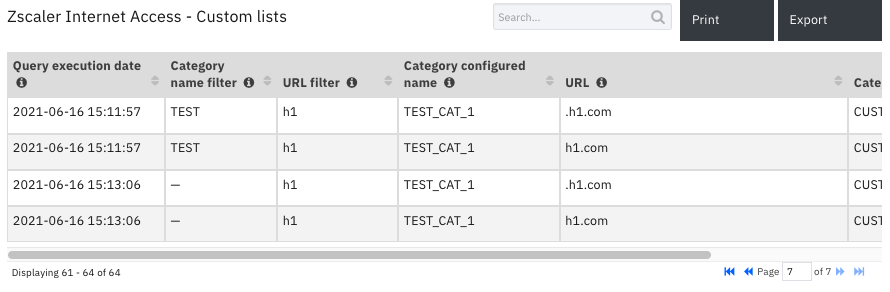 Zscaler Internet Access - Custom lists
Search...
Print
Export
Query execution date
Category name filter
URL filter
Category configured name
URL
Cate
2021-06-16 15:11:57 TEST h1 TEST_CAT_1 .h1.com CUST
2021-06-16 15:11:57 TEST h1 TEST_CAT_1 h1.com CUST
2021-06-16 15:13:06 — h1 TEST_CAT_1 .h1.com CUST
2021-06-16 15:13:06 — h1 TEST_CAT_1 h1.com CUST
Displaying 61 - 64 of 64
Page 7 of 7